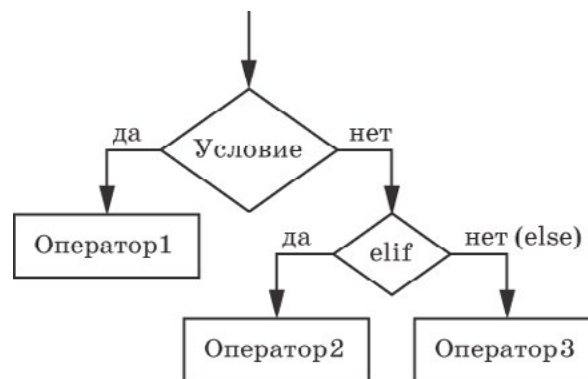 да
Условие
нет
Оператор1
да
elif
нет (else)
Оператор2
Оператор3